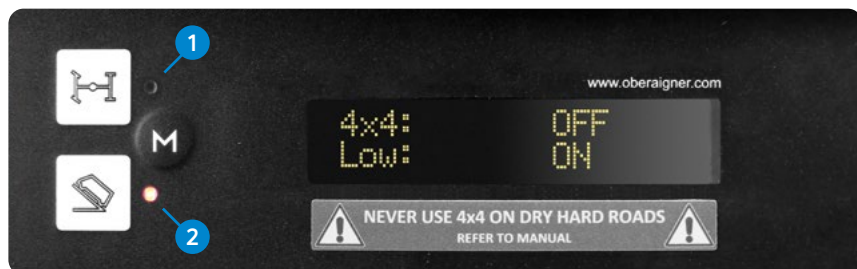 1
www.oberaigner.com
4x4: OFF
M
Low: ON
2
NEVER USE 4x4 ON DRY HARD ROADS
REFER TO MANUAL